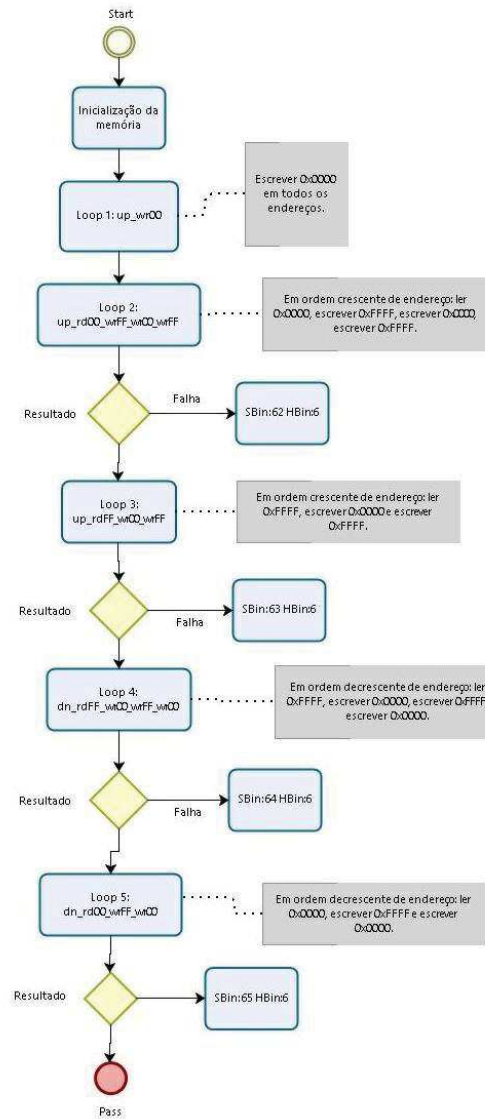 Start
Inicialização da
memória
Loop 1: up_wr00
Escrever 0x0000
em todos os
endereços.
Loop 2:
up_rd00_wrFF_wr00_wrFF
Em ordem crescente de endereço: ler
0x0000, escrever 0xFFFF, escrever 0x0000,
escrever 0xFFFF.
Resultado
Falha
SBin:62 HBin:6
Loop 3:
up_rdFF_wr00_wrFF
Em ordem crescente de endereço: ler
0xFFFF, escrever 0x0000 e escrever
0xFFFF.
Resultado
Falha
SBin:63 HBin:6
Loop 4:
dn_rdFF_wr00_wrFF_wr00
Em ordem decrescente de endereço: ler
0xFFFF, escrever 0x0000, escrever 0xFFFF
escrever 0x0000.
Resultado
Falha
SBin:64 HBin:6
Loop 5:
dn_rd00_wrFF_wr00
Em ordem decrescente de endereço: ler
0x0000, escrever 0xFFFF e escrever
0x0000.
Resultado
SBin:65 HBin:6
Pass